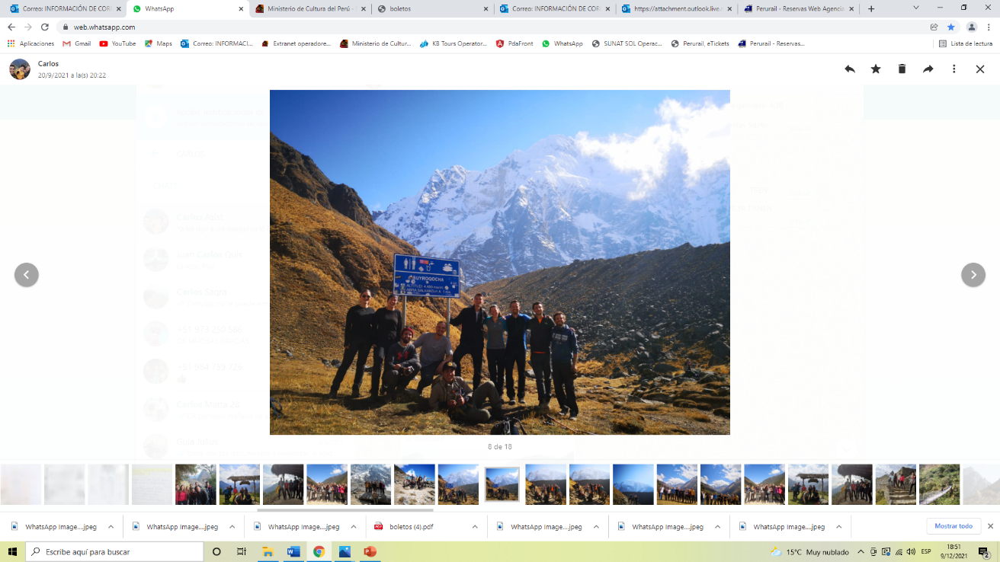 Correo: INFORMACIÓN DE COR
WhatsApp
Ministerio de Cultura del Perú -
boletos
Correo: INFORMACIÓN DE COR
https://attachment.outlook.live.
Perurail - Reservas Web Agencia
web.whatsapp.com
Aplicaciones
Gmail
YouTube
Maps
Correo: INFORMACI...
Extranet operadore...
Ministerio de Cultur...
KB Tours Operator...
PdaFront
WhatsApp
SUNAT SOL Operac...
Perurail, eTickets
Perurail - Reservas...
Lista de lectura
Carlos
20/9/2021 a la(s) 20:22
SUYROQOCHA
8 de 18
WhatsApp Image....jpeg
WhatsApp Image....jpeg
WhatsApp Image....jpeg
boletos (4).pdf
WhatsApp Image....jpeg
WhatsApp Image....jpeg
WhatsApp Image....jpeg
Mostrar todo
Escribe aquí para buscar
15°C Muy nublado
ESP
18:51
9/12/2021
2